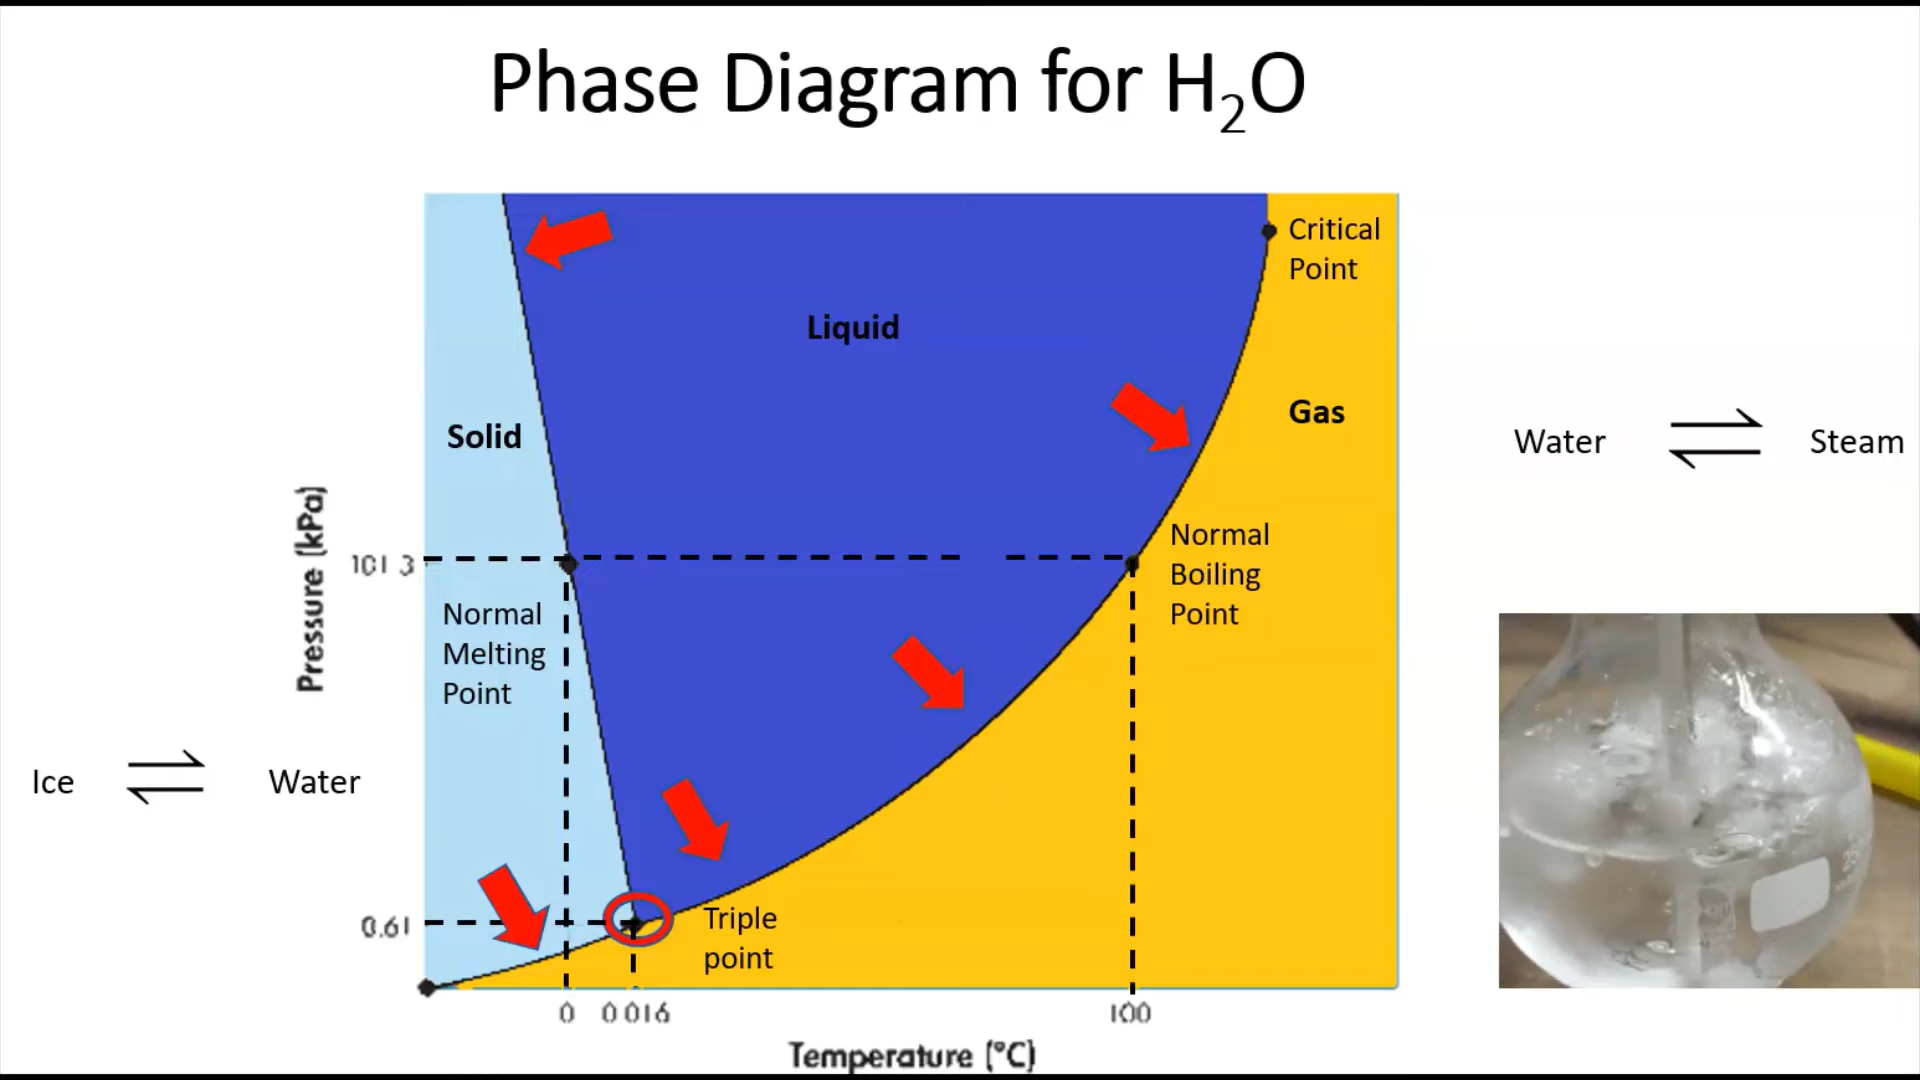 Phase Diagram for H₂O
Critical
Point
Liquid
Gas
Solid
Water
Steam
Pressure (kPa)
101 3
Normal
Boiling
Point
Normal
Melting
Point
Ice
Water
0.61
Triple
point
0
0 016
100
Temperature (°C)